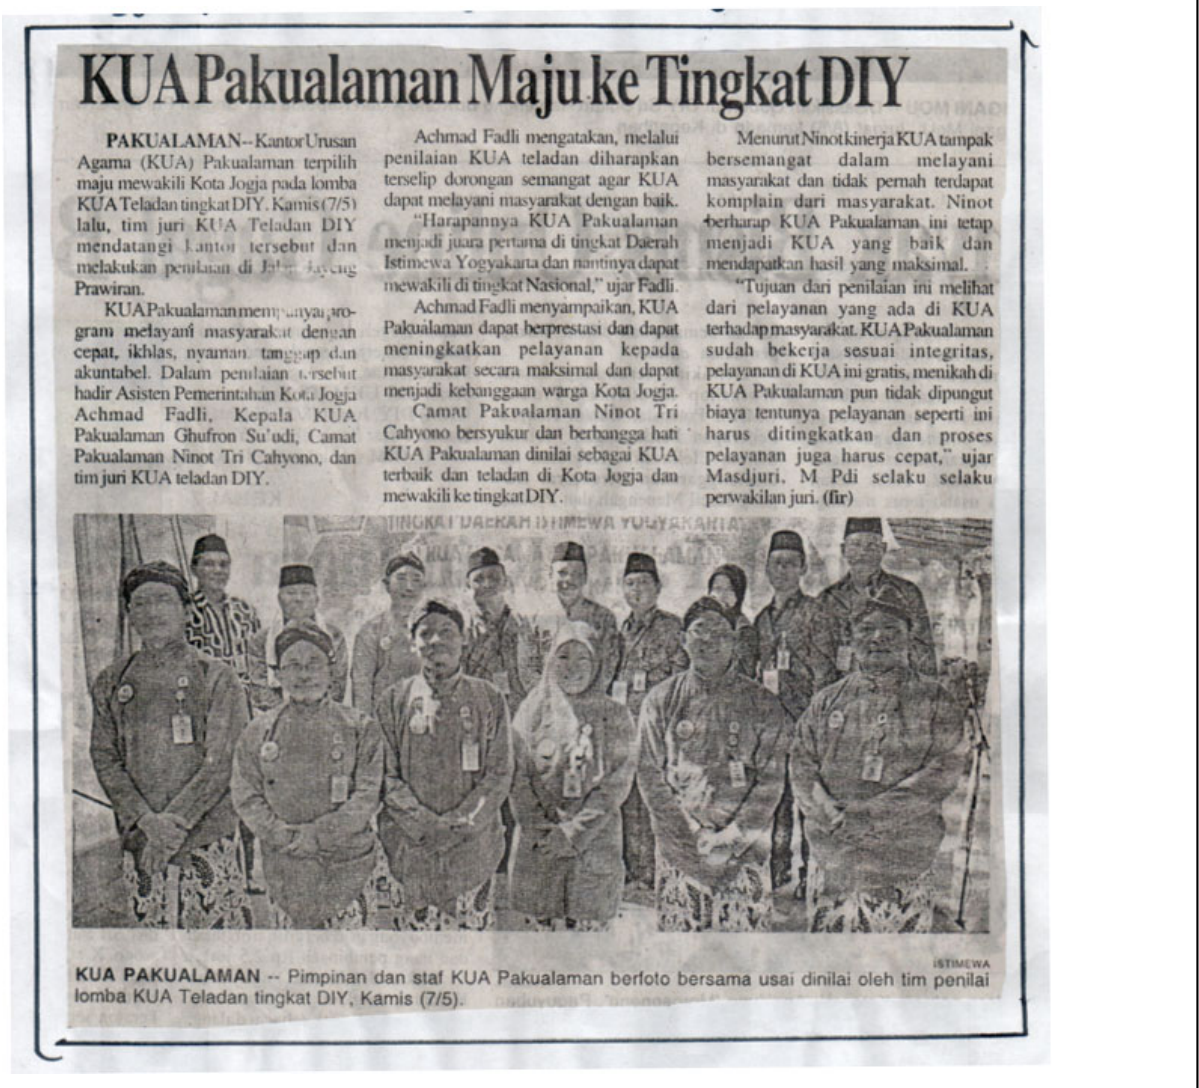 KUA Pakualaman Maju ke Tingkat DIY
PAKUALAMAN--Kantor Urusan
Agama (KUA) Pakualaman terpilih
maju mewakili Kota Jogja pada lomba
KUA Teladan tingkat DIY. Kamis (7/5)
lalu, tim juri KUA Teladan DIY
mendatangi kantor tersebut dan
melakukan penilaian di Jalan Jayeng
Prawiran.
KUA Pakualaman mempunyai pro-
gram melayani masyarakat dengan
cepat, ikhlas, nyaman, tanggap dan
akuntabel. Dalam penilaian tersebut
hadir Asisten Pemerintahan Kota Jogja
Achmad Fadli, Kepala KUA
Pakualaman Ghufron Su'udi, Camat
Pakualaman Ninot Tri Cahyono, dan
tim juri KUA teladan DIY.
Achmad Fadli mengatakan, melalui
penilaian KUA teladan diharapkan
terselip dorongan semangat agar KUA
dapat melayani masyarakat dengan baik.
"Harapannya KUA Pakualaman
menjadi juara pertama di tingkat Daerah
Istimewa Yogyakarta dan nantinya dapat
mewakili di tingkat Nasional," ujar Fadli.
Achmad Fadli menyampaikan, KUA
Pakualaman dapat berprestasi dan dapat
meningkatkan pelayanan kepada
masyarakat secara maksimal dan dapat
menjadi kebanggaan warga Kota Jogja.
Camat Pakualaman Ninot Tri
Cahyono bersyukur dan berbangga hati
KUA Pakualaman dinilai sebagai KUA
terbaik dan teladan di Kota Jogja dan
mewakili ke tingkat DIY.
Menurut Ninot kinerja KUA tampak
bersemangat dalam melayani
masyarakat dan tidak pernah terdapat
komplain dari masyarakat. Ninot
berharap KUA Pakualaman ini tetap
menjadi KUA yang baik dan
mendapatkan hasil yang maksimal.
"Tujuan dari penilaian ini melihat
dari pelayanan yang ada di KUA
terhadap masyarakat. KUA Pakualaman
sudah bekerja sesuai integritas,
pelayanan di KUA ini gratis, menikah di
KUA Pakualaman pun tidak dipungut
biaya tentunya pelayanan seperti ini
harus ditingkatkan dan proses
pelayanan juga harus cepat," ujar
Masdjuri, M Pdi selaku selaku
perwakilan juri. (fir)
TINGKAT DAERAH ISTIMEWA YOGYAKARTA
ISTIMEWA
KUA PAKUALAMAN -- Pimpinan dan staf KUA Pakualaman berfoto bersama usai dinilai oleh tim penilai
lomba KUA Teladan tingkat DIY, Kamis (7/5).